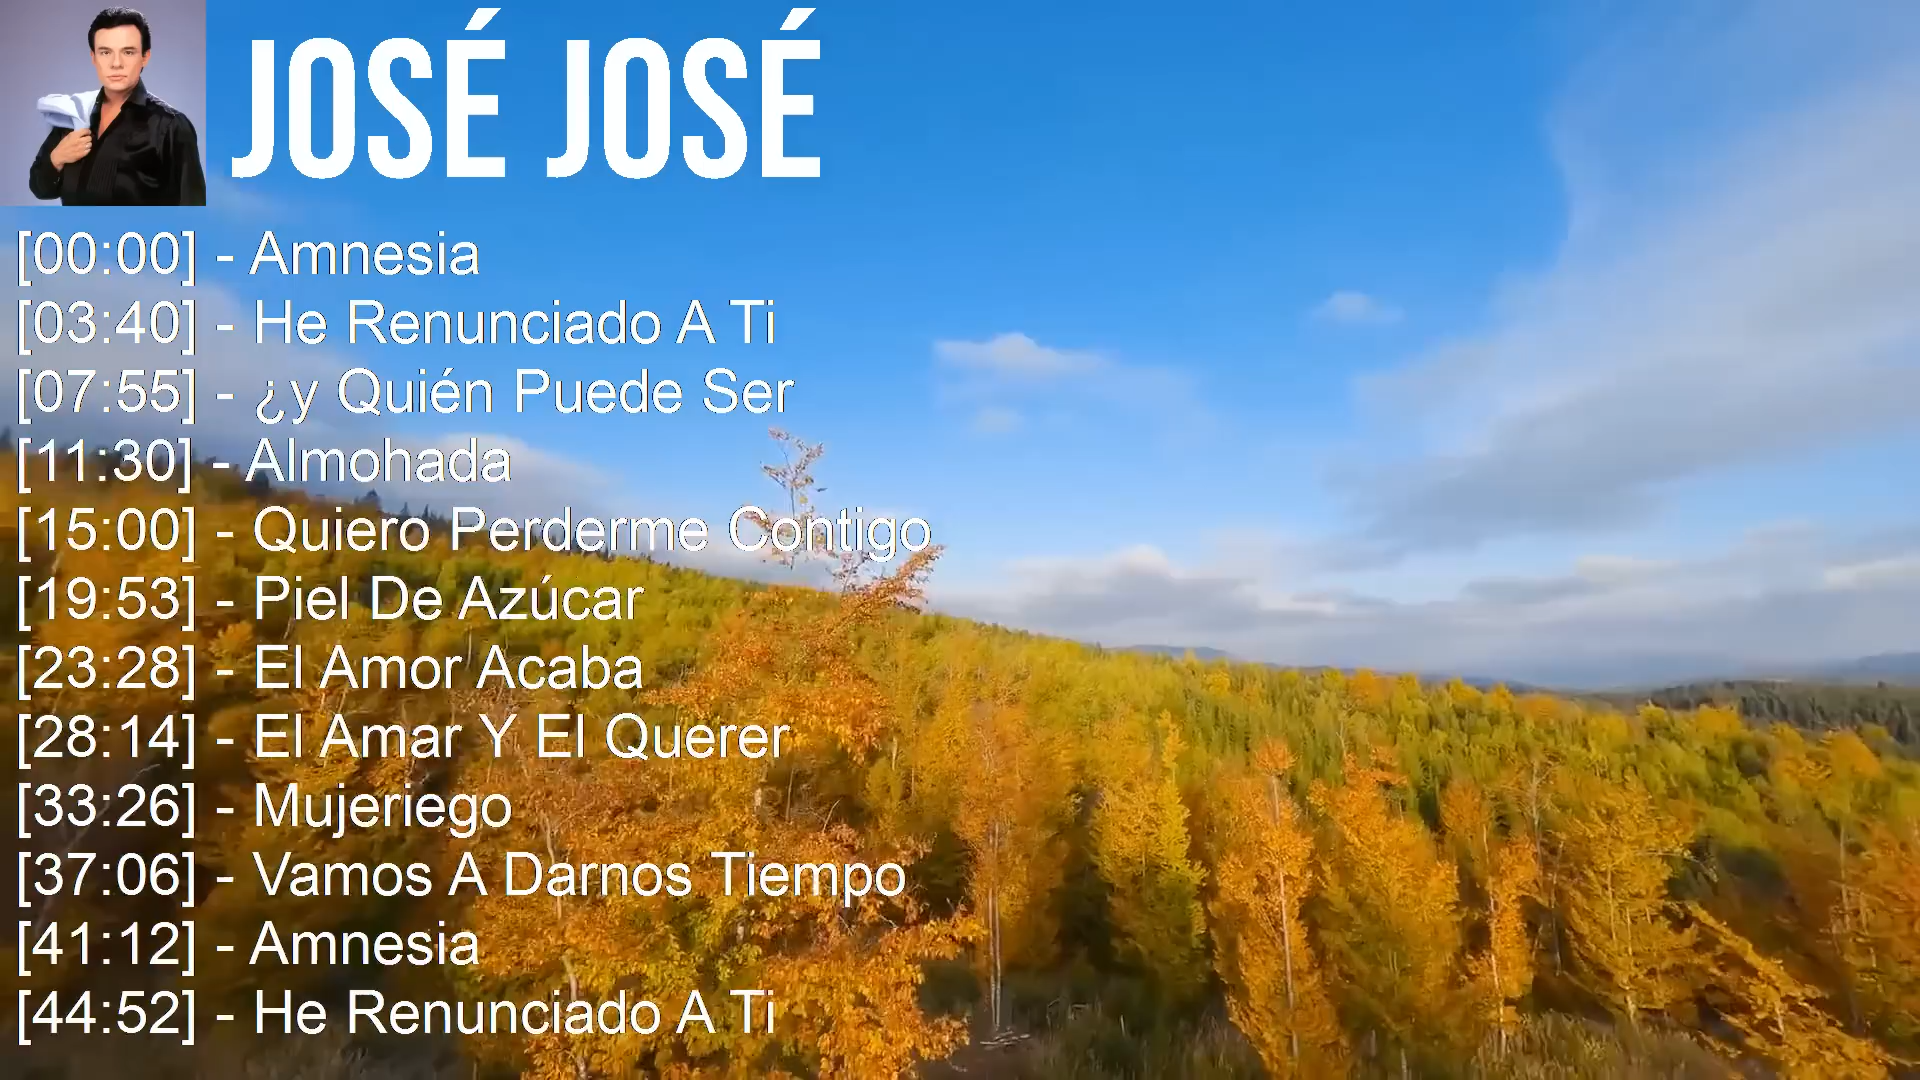 JOSÉ JOSÉ
[00:00] - Amnesia
[03:40] - He Renunciado A Ti
[07:55] - ¿y Quién Puede Ser
[11:30] - Almohada
[15:00] - Quiero Perderme Contigo
[19:53] - Piel De Azúcar
[23:28] - El Amor Acaba
[28:14] - El Amar Y El Querer
[33:26] - Mujeriego
[37:06] - Vamos A Darnos Tiempo
[41:12] - Amnesia
[44:52] - He Renunciado A Ti